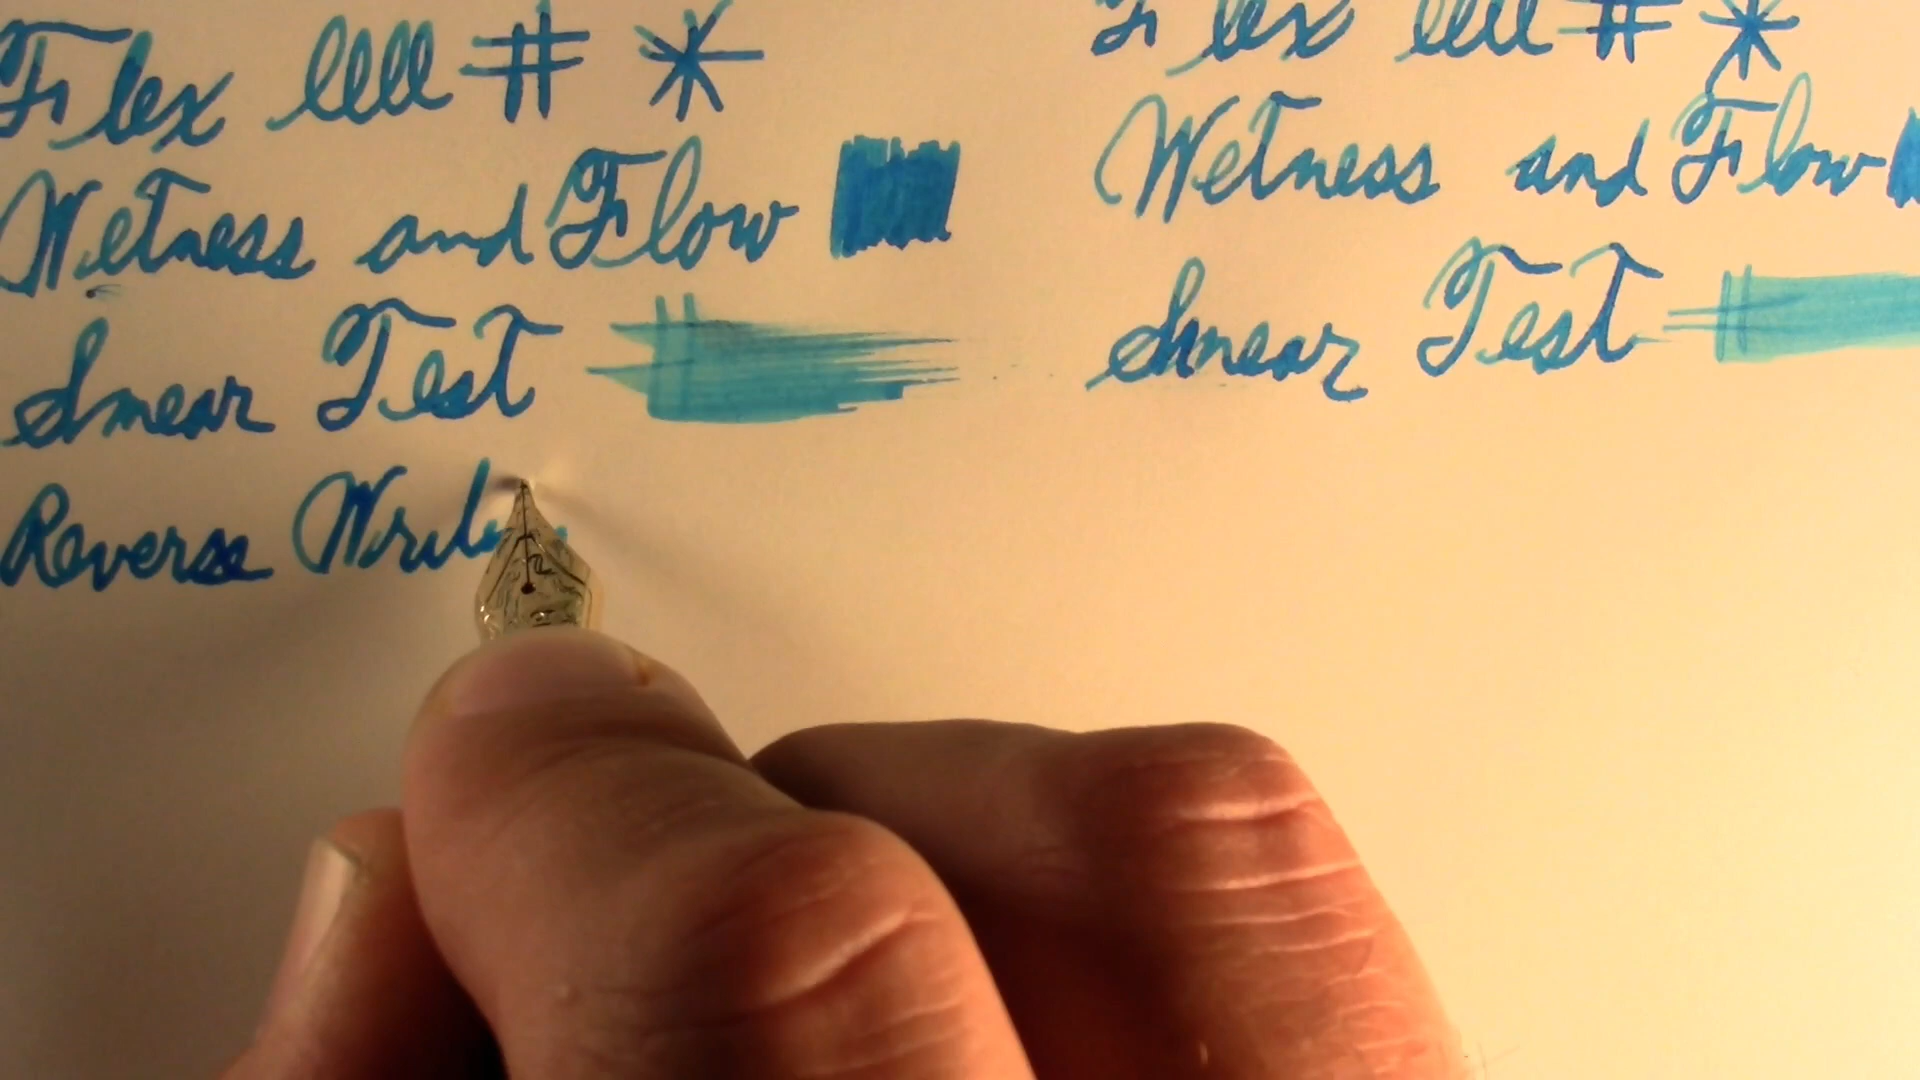 Flex llll # *
Wetness and Flow
Smear Test
Reverse
Flex llll # *
Wetness and Flow
Smear Test